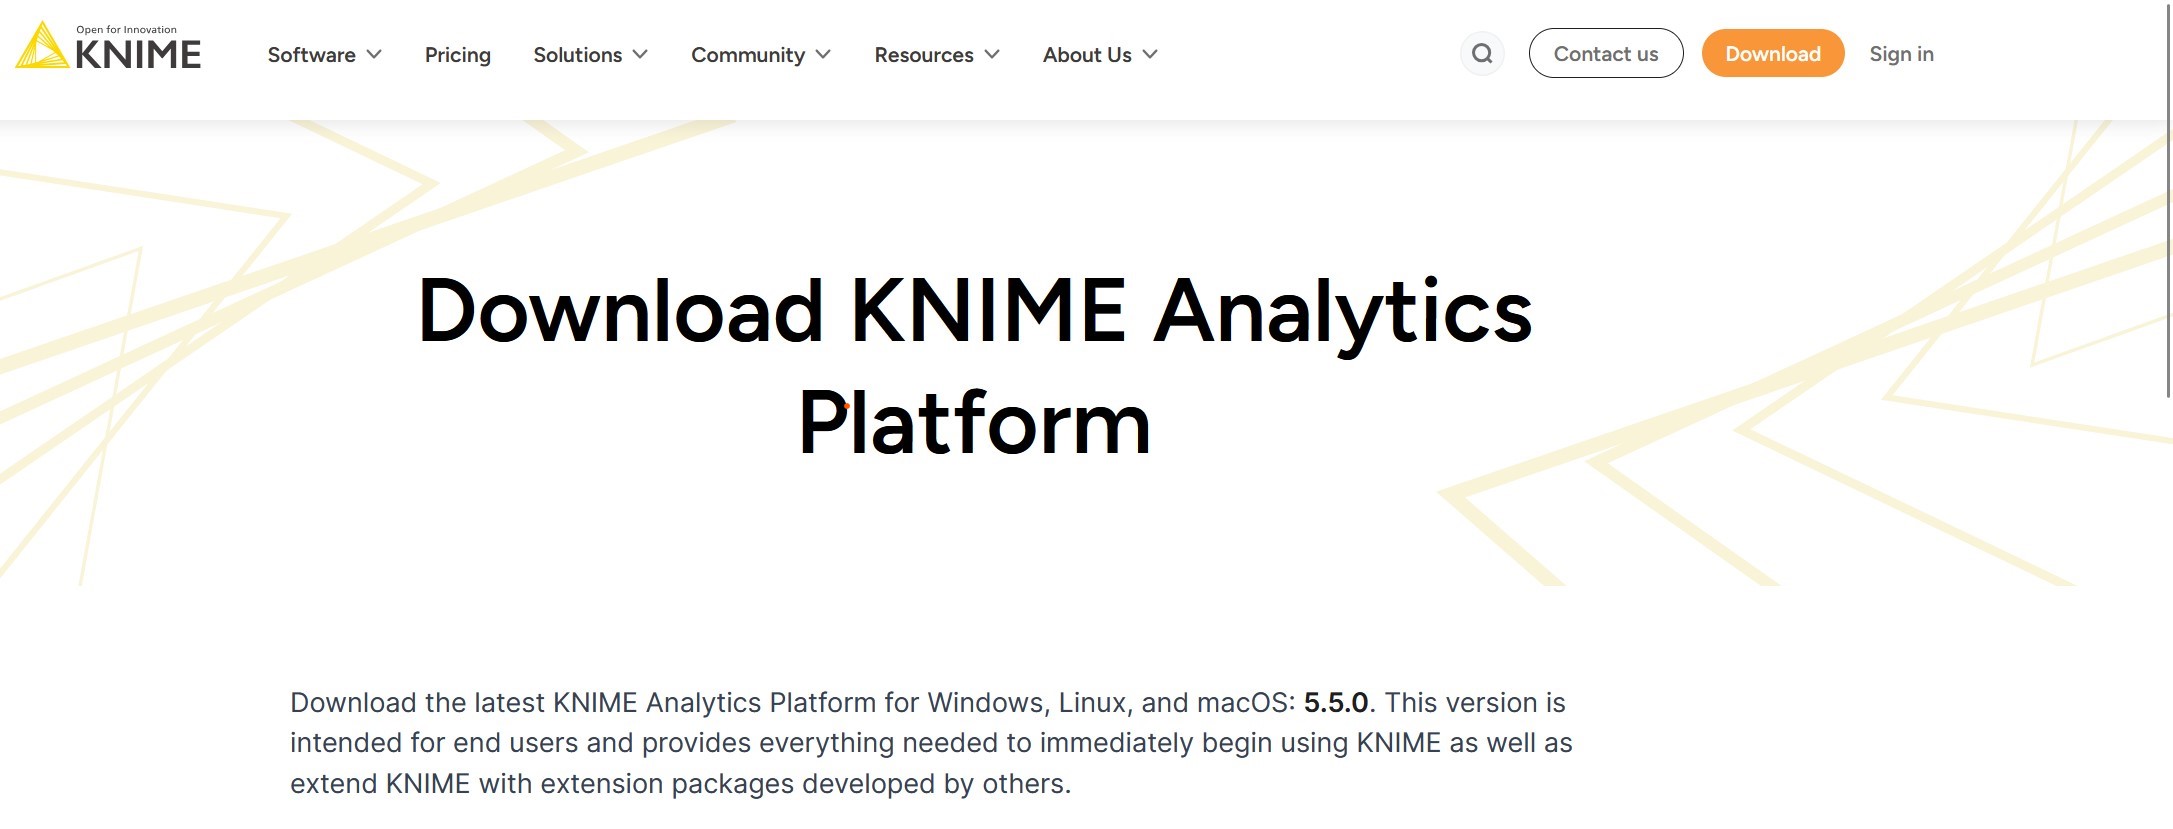 Open for Innovation
KNIME
Software
Pricing
Solutions
Community
Resources
About Us
Contact us
Download
Sign in
Download KNIME Analytics
Platform
Download the latest KNIME Analytics Platform for Windows, Linux, and macOS: 5.5.0. This version is
intended for end users and provides everything needed to immediately begin using KNIME as well as
extend KNIME with extension packages developed by others.